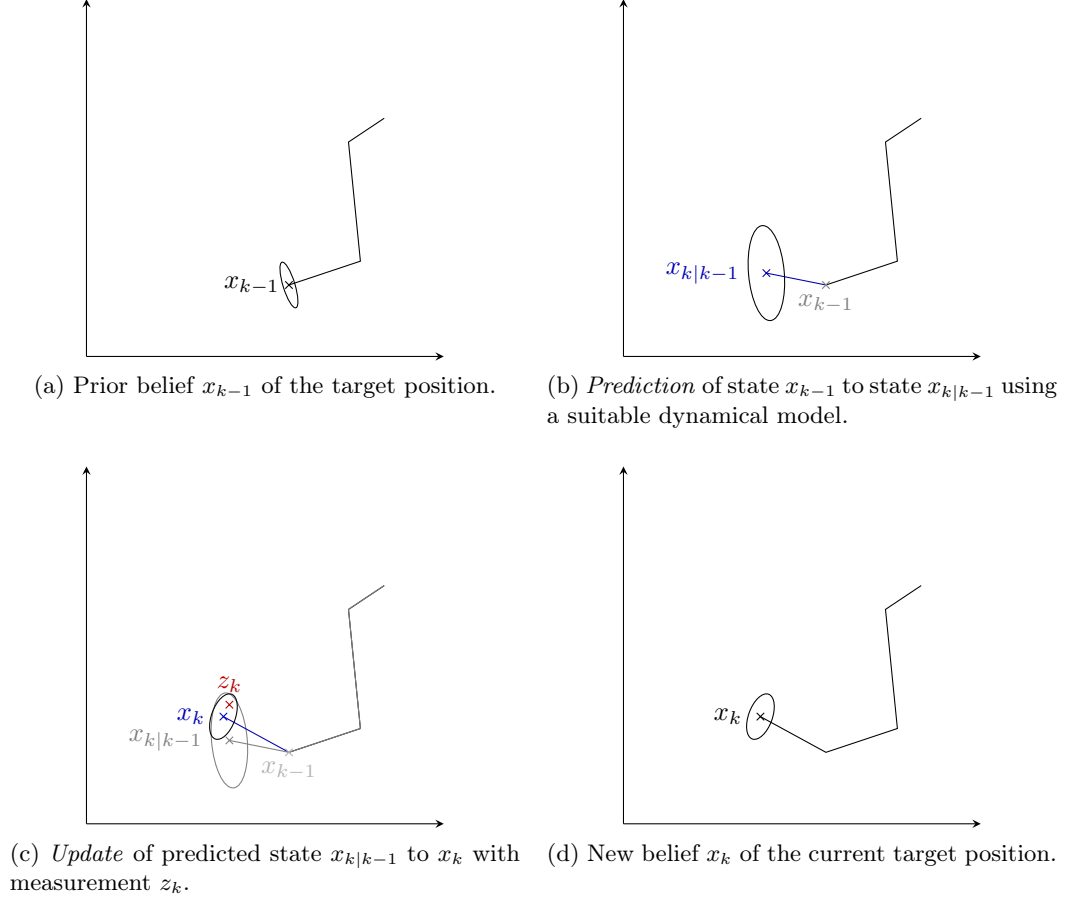 x_{k−1}
(a) Prior belief x_{k−1} of the target position.
x_{k|k−1}
x_{k−1}
(b) Prediction of state x_{k−1} to state x_{k|k−1} using
a suitable dynamical model.
z_k
x_k
x_{k|k−1}
x_{k−1}
(c) Update of predicted state x_{k|k−1} to x_k with
measurement z_k.
x_k
(d) New belief x_k of the current target position.